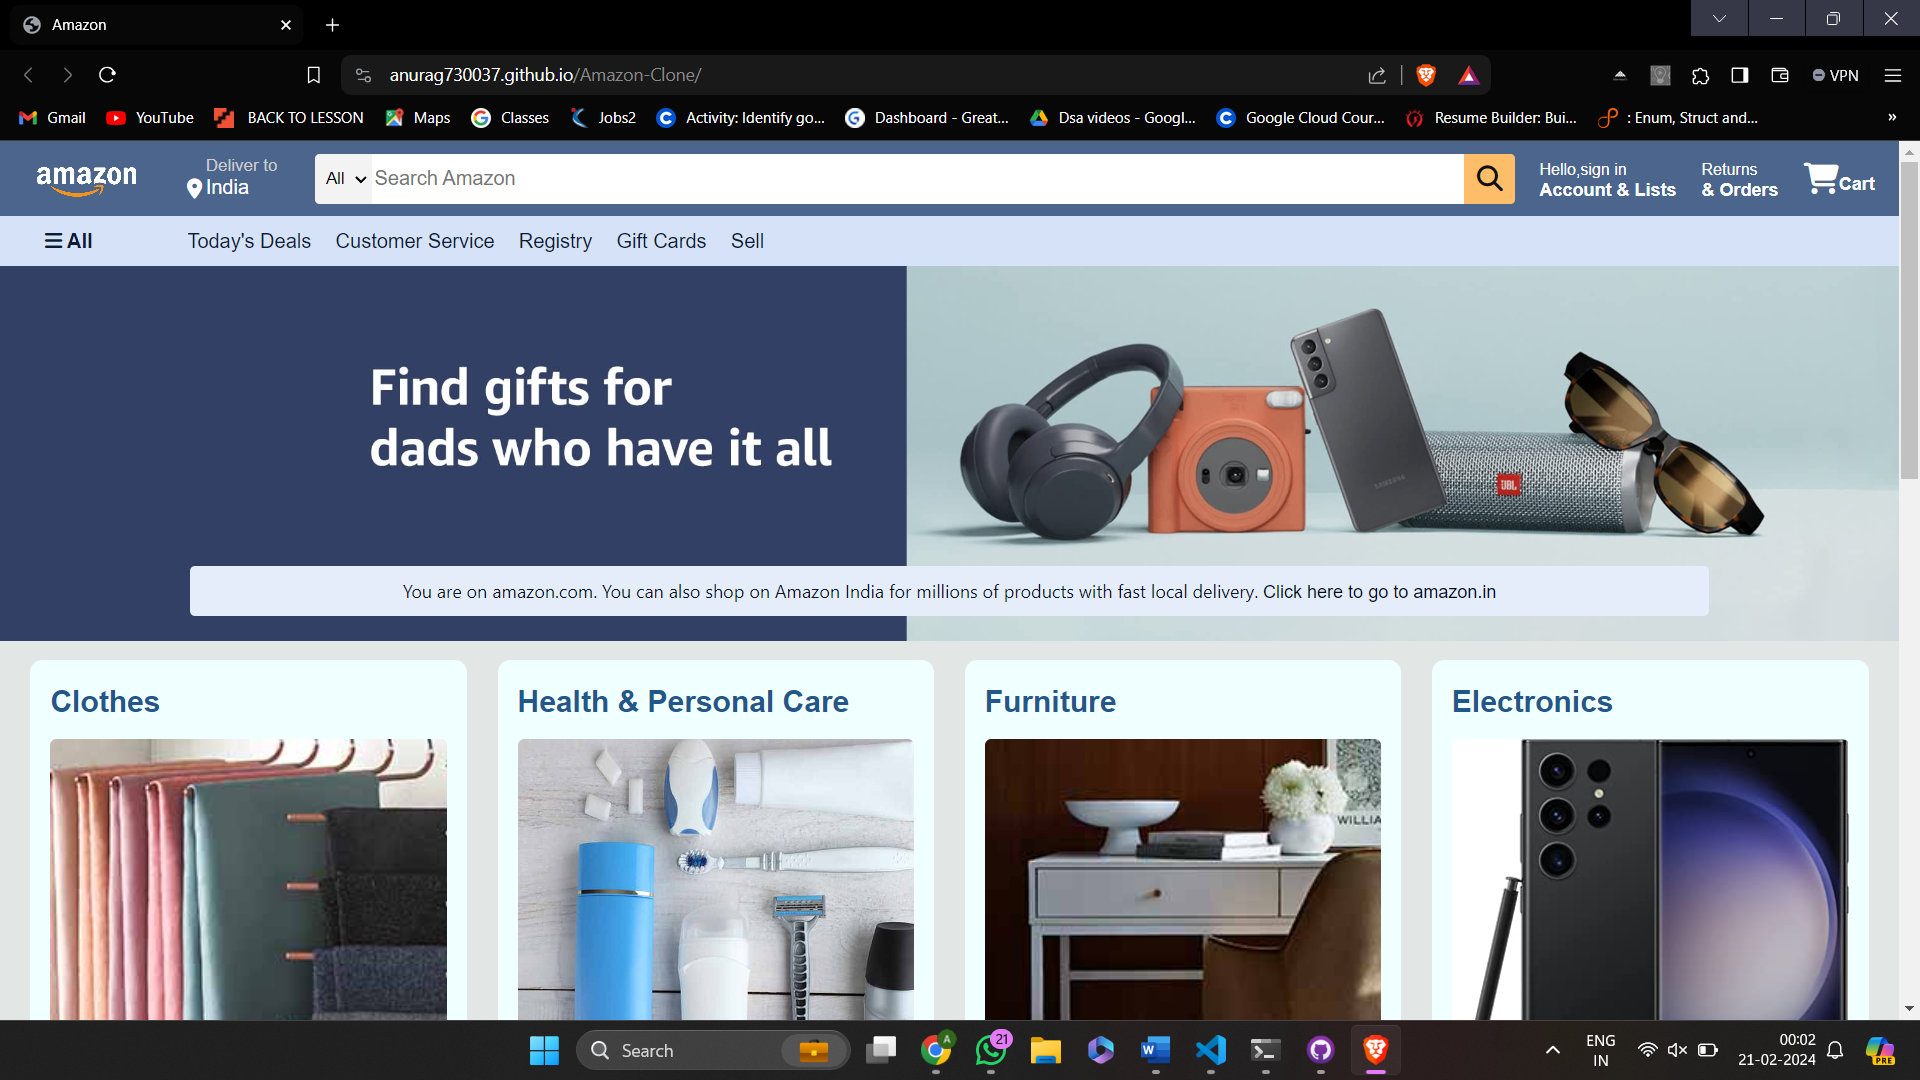 Amazon
anurag730037.github.io/Amazon-Clone/
VPN
Gmail
YouTube
BACK TO LESSON
Maps
Classes
Jobs2
Activity: Identify go...
Dashboard - Great...
Dsa videos - Googl...
Google Cloud Cour...
Resume Builder: Bui...
: Enum, Struct and...
»
amazon
Deliver to
India
All
Search Amazon
Hello,sign in
Account & Lists
Returns
& Orders
Cart
All
Today's Deals
Customer Service
Registry
Gift Cards
Sell
Find gifts for
dads who have it all
SAMSUNG
JBL
You are on amazon.com. You can also shop on Amazon India for millions of products with fast local delivery. Click here to go to amazon.in
Clothes
Health & Personal Care
Furniture
Electronics
WILLIA
Search
A
21
W
PRE
ENG
IN
00:02
21-02-2024